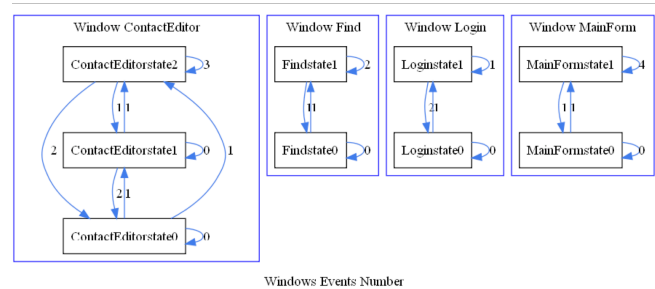 Window ContactEditor
ContactEditorstate2
3
1
1
2
ContactEditorstate1
0
1
2
1
ContactEditorstate0
0
Window Find
Findstate1
2
1
1
Findstate0
0
Window Login
Loginstate1
1
2
1
Loginstate0
0
Window MainForm
MainFormstate1
4
1
1
MainFormstate0
0
Windows Events Number